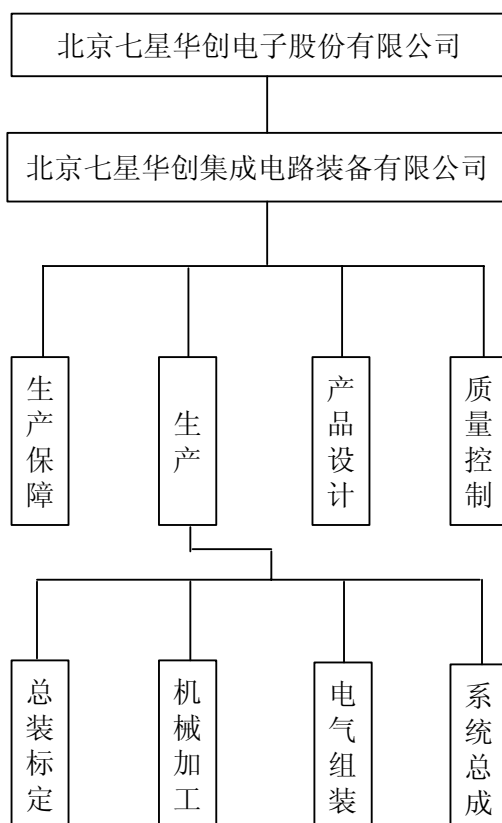 北京七星华创电子股份有限公司
北京七星华创集成电路装备有限公司
生产保障
生产
产品设计
质量控制
总装标定
机械加工
电气组装
系统总成